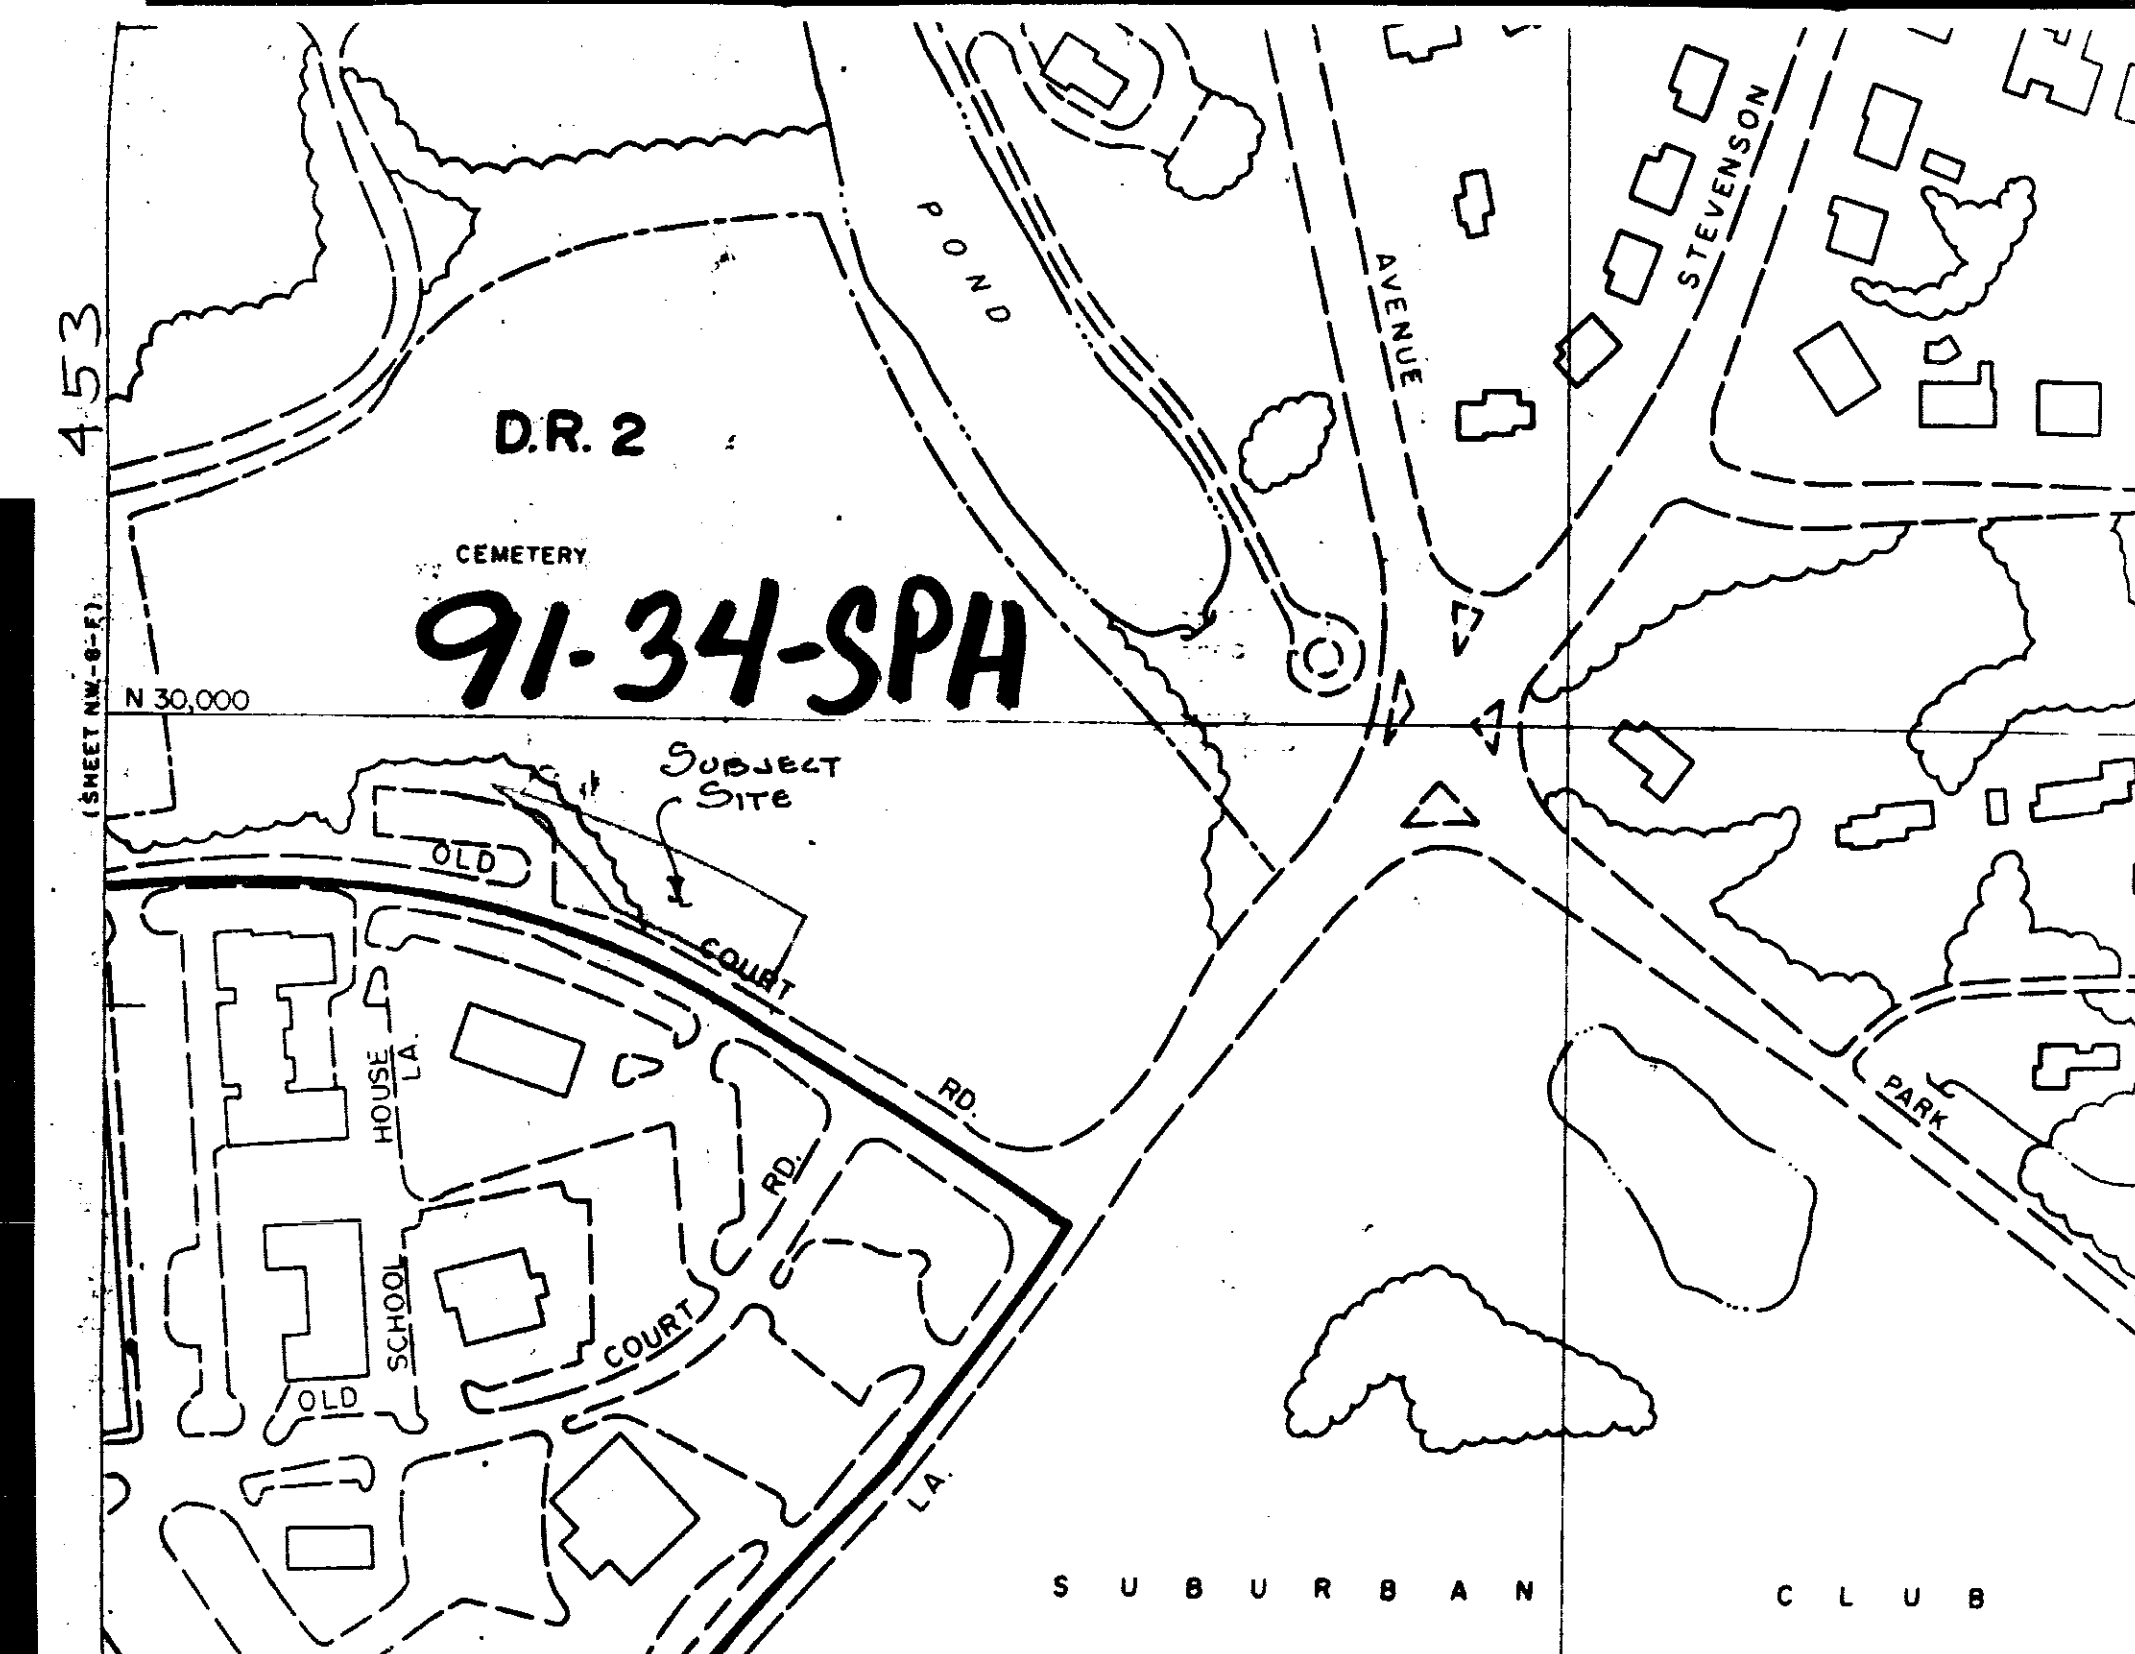 STEVENSON
POND
AVENUE
453
D.R. 2
CEMETERY
91-34-SPH
(SHEET N.W.-8-F)
N 30,000
SUBJECT
SITE
OLD
COURT
RD.
HOUSE
LA.
PARK
RD.
COURT
SCHOOL
OLD
LA.
SUBURBAN CLUB